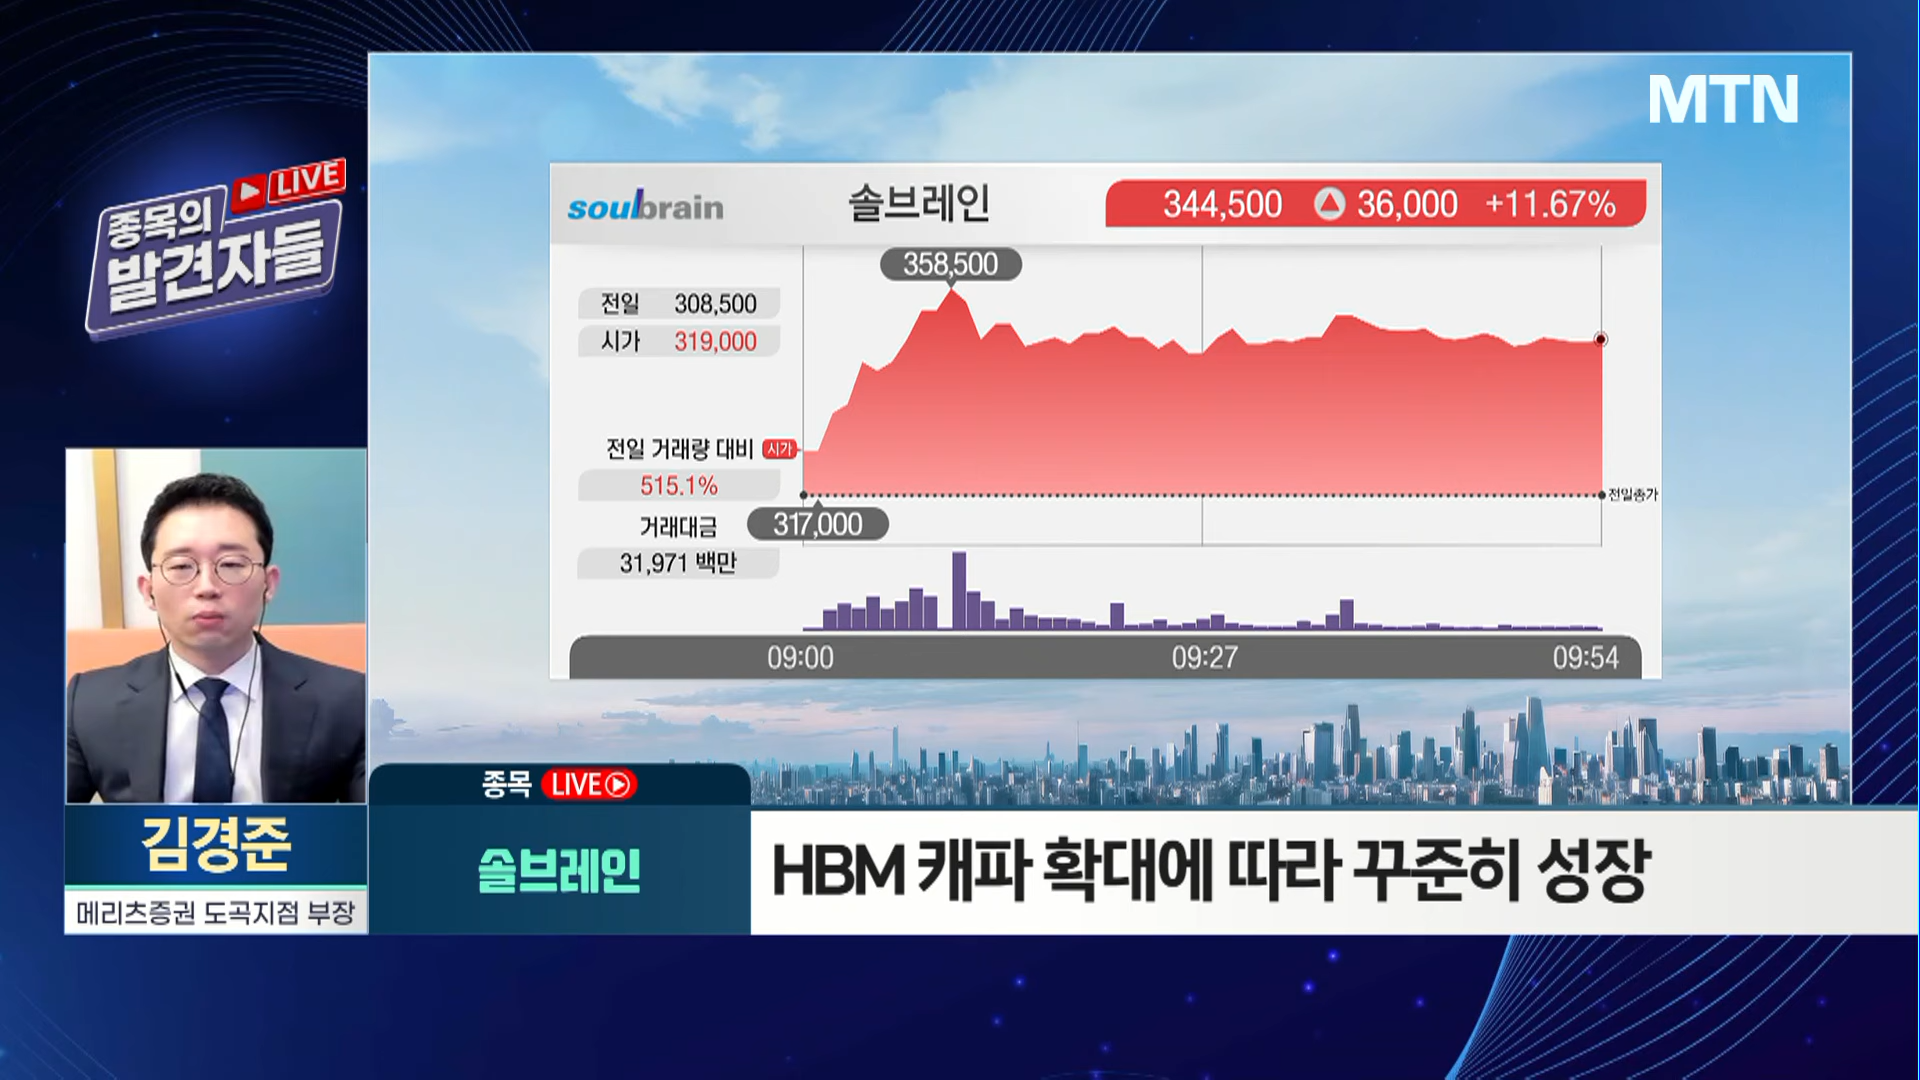 MTN
LIVE
종목의
발견자들
soulbrain 솔브레인 344,500 36,000 +11.67%
358,500
전일 308,500
시가 319,000
전일 거래량 대비 시가
515.1%
전일종가
거래대금 317,000
31,971 백만
09:00 09:27 09:54
종목 LIVE
솔브레인
HBM 캐파 확대에 따라 꾸준히 성장
김경준
메리츠증권 도곡지점 부장